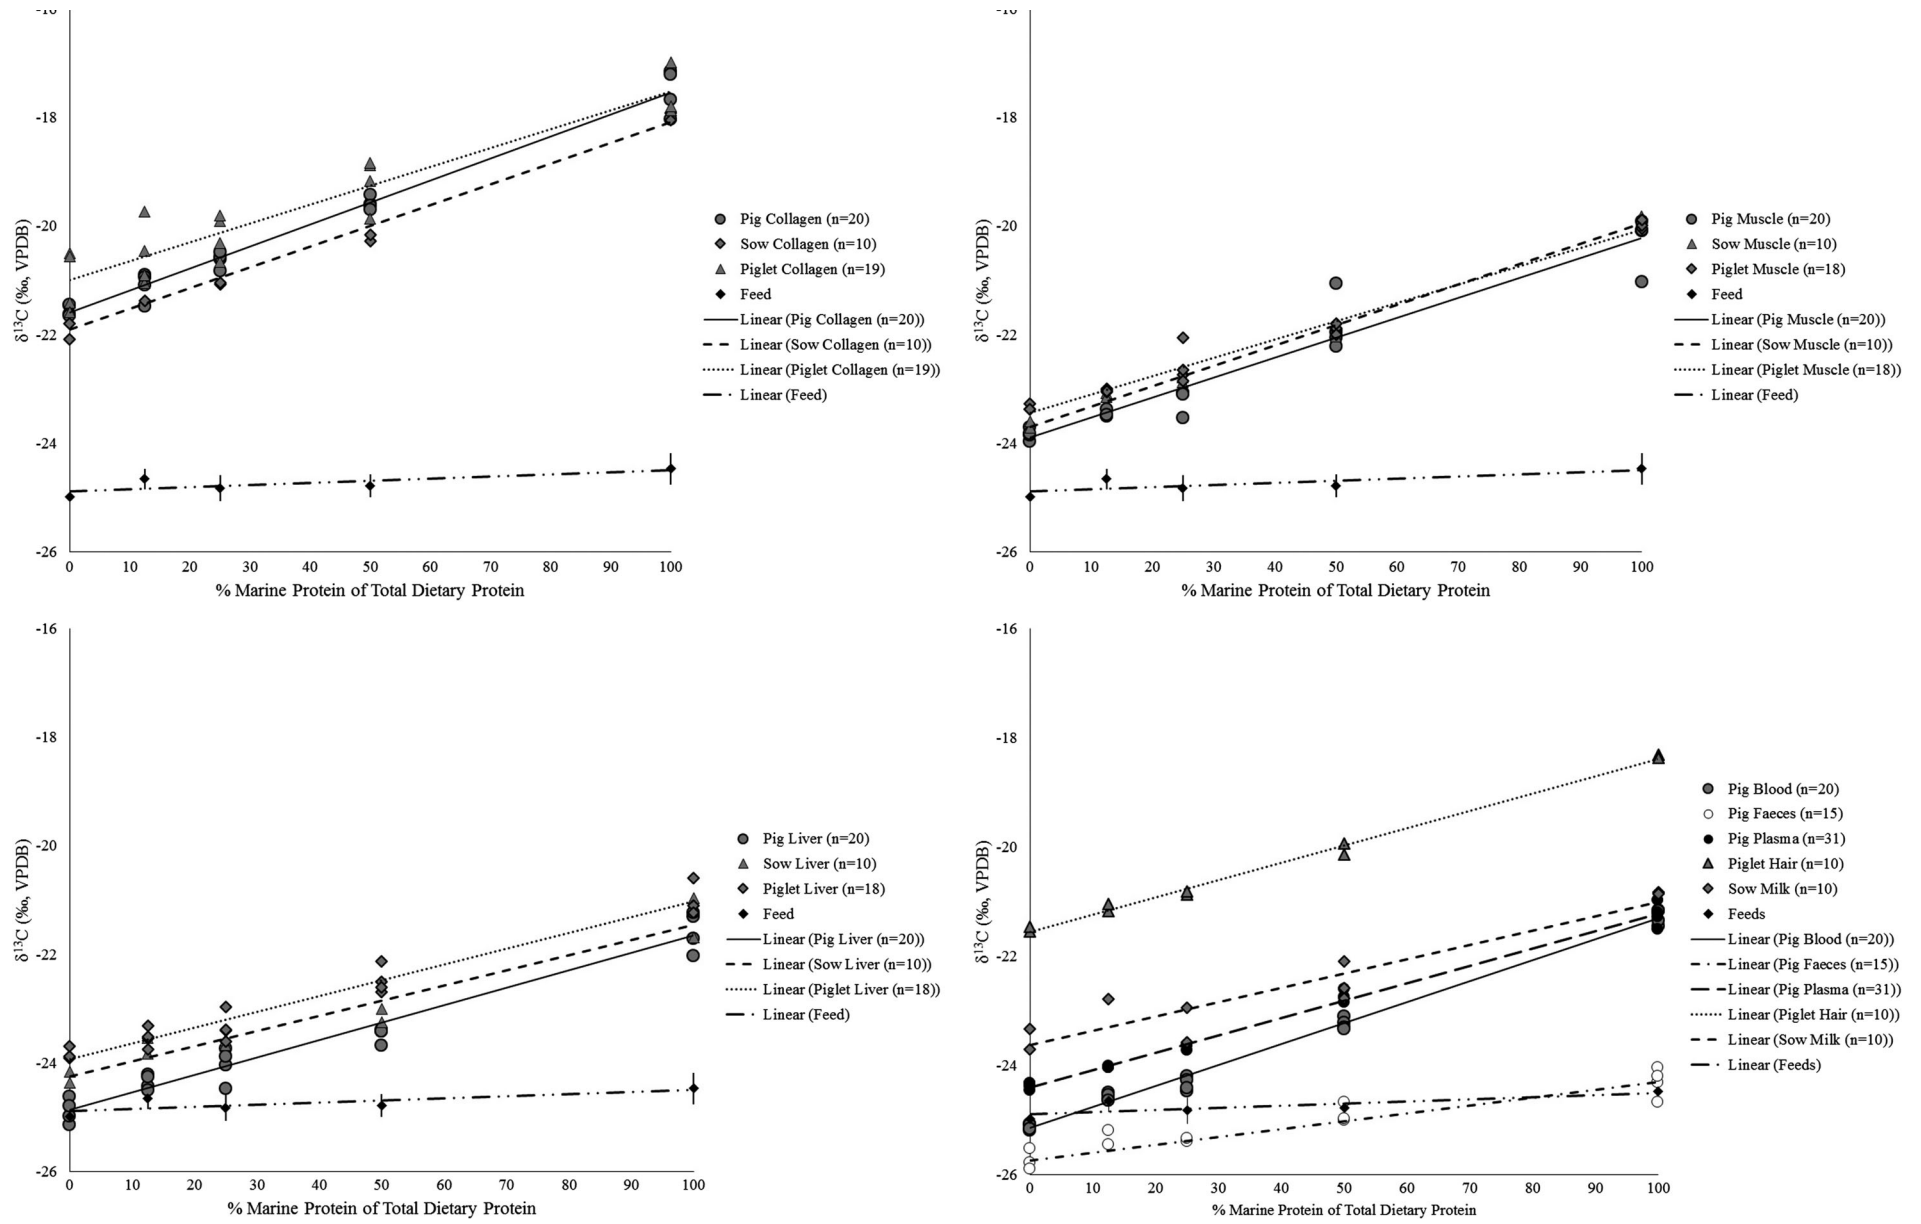 -16
-18
-20
-22
-24
-26
δ13C (‰, VPDB)
0 10 20 30 40 50 60 70 80 90 100
% Marine Protein of Total Dietary Protein
Pig Collagen (n=20)
Sow Collagen (n=10)
Piglet Collagen (n=19)
Feed
Linear (Pig Collagen (n=20))
Linear (Sow Collagen (n=10))
Linear (Piglet Collagen (n=19))
Linear (Feed)
-16
-18
-20
-22
-24
-26
δ13C (‰, VPDB)
0 10 20 30 40 50 60 70 80 90 100
% Marine Protein of Total Dietary Protein
Pig Muscle (n=20)
Sow Muscle (n=10)
Piglet Muscle (n=18)
Feed
Linear (Pig Muscle (n=20))
Linear (Sow Muscle (n=10))
Linear (Piglet Muscle (n=18))
Linear (Feed)
-16
-18
-20
-22
-24
-26
δ13C (‰, VPDB)
0 10 20 30 40 50 60 70 80 90 100
% Marine Protein of Total Dietary Protein
Pig Liver (n=20)
Sow Liver (n=10)
Piglet Liver (n=18)
Feed
Linear (Pig Liver (n=20))
Linear (Sow Liver (n=10))
Linear (Piglet Liver (n=18))
Linear (Feed)
-16
-18
-20
-22
-24
-26
δ13C (‰, VPDB)
0 10 20 30 40 50 60 70 80 90 100
% Marine Protein of Total Dietary Protein
Pig Blood (n=20)
Pig Faeces (n=15)
Pig Plasma (n=31)
Piglet Hair (n=10)
Sow Milk (n=10)
Feeds
Linear (Pig Blood (n=20))
Linear (Pig Faeces (n=15))
Linear (Pig Plasma (n=31))
Linear (Piglet Hair (n=10))
Linear (Sow Milk (n=10))
Linear (Feeds)